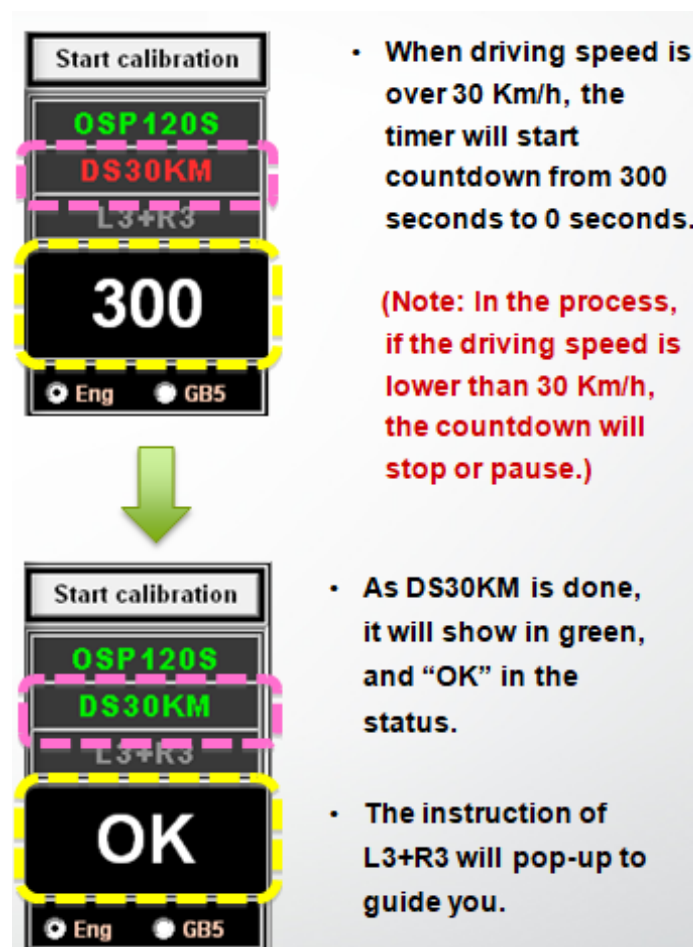 Start calibration
OSP120S
DS30KM
L3+R3
300
Eng GB5
• When driving speed is
over 30 Km/h, the
timer will start
countdown from 300
seconds to 0 seconds.
(Note: In the process,
if the driving speed is
lower than 30 Km/h,
the countdown will
stop or pause.)
Start calibration
OSP120S
DS30KM
L3+R3
OK
Eng GB5
• As DS30KM is done,
it will show in green,
and “OK” in the
status.
• The instruction of
L3+R3 will pop-up to
guide you.